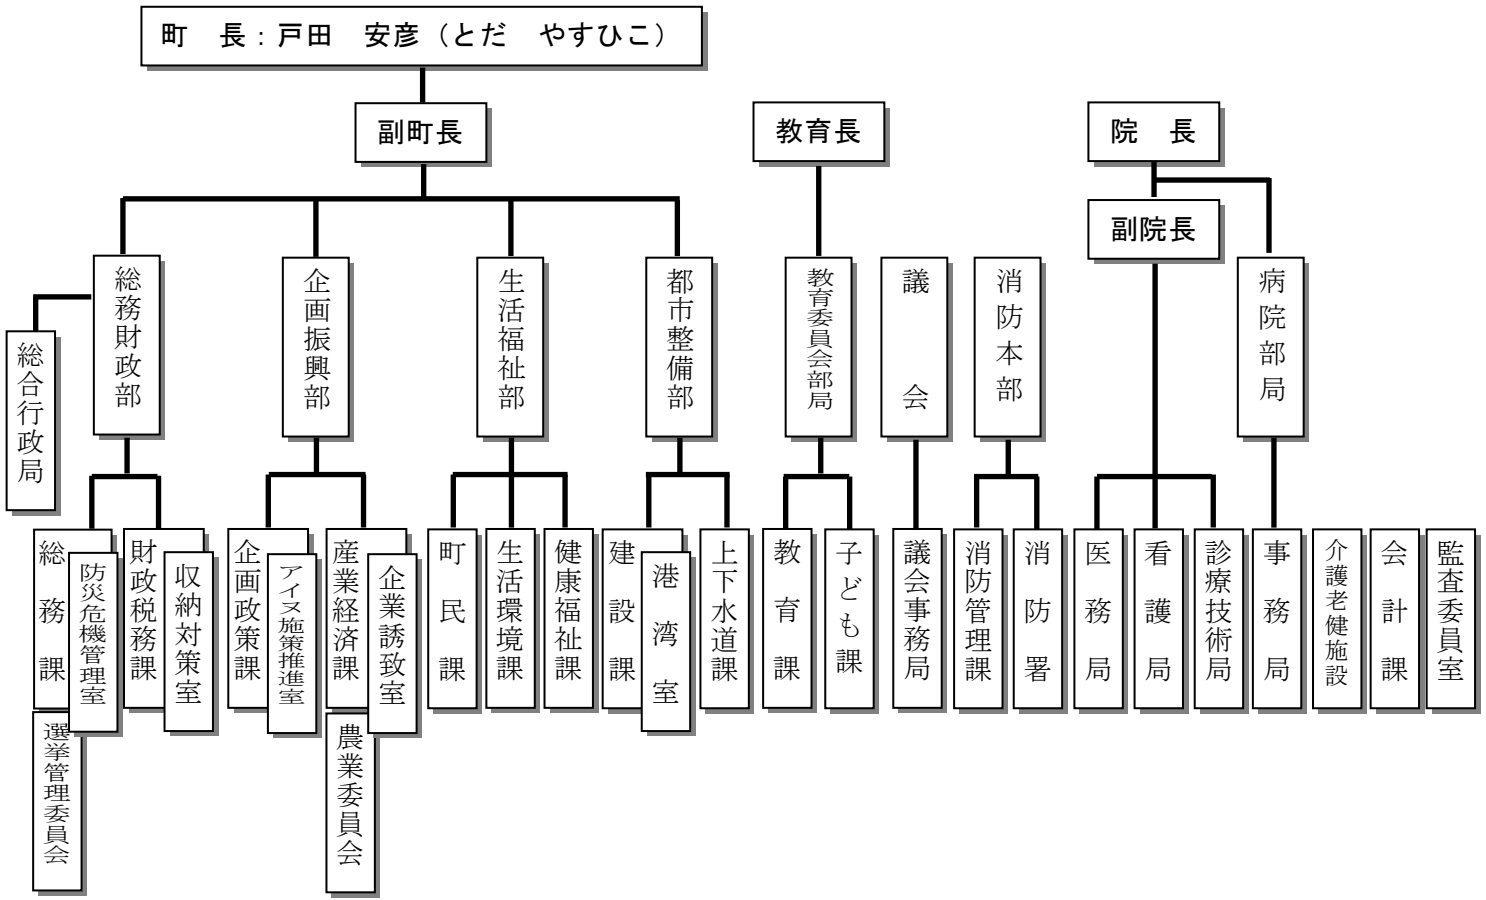 町　長：戸田　安彦（とだ　やすひこ）
副町長
教育長
院　長
副院長
総務財政部
企画振興部
生活福祉部
都市整備部
教育委員会部局
議　会
消防本部
病院部局
総合行政局
総務課
防災危機管理室
財政税務課
収納対策室
企画政策課
アイヌ施策推進室
産業経済課
企業誘致室
町民課
生活環境課
健康福祉課
建設課
港湾室
上下水道課
教育課
子ども課
議会事務局
消防管理課
消防署
医務局
看護局
診療技術局
事務局
介護老健施設
会計課
監査委員室
選挙管理委員会
農業委員会